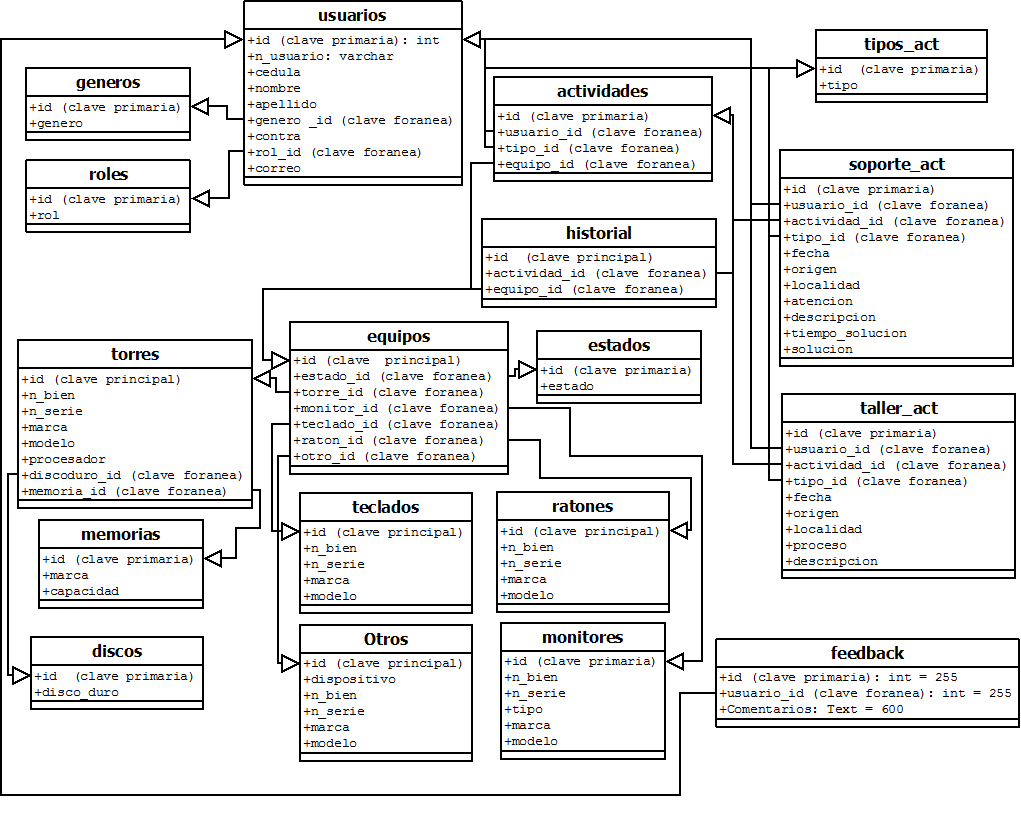 usuarios
+id (clave primaria): int
+n_usuario: varchar
+cedula
+nombre
+apellido
+genero _id (clave foranea)
+contra
+rol_id (clave foranea)
+correo
tipos_act
+id  (clave primaria)
+tipo
generos
+id (clave primaria)
+genero
actividades
+id (clave primaria)
+usuario_id (clave foranea)
+tipo_id (clave foranea)
+equipo_id (clave foranea)
roles
+id (clave primaria)
+rol
soporte_act
+id (clave primaria)
+usuario_id (clave foranea)
+actividad_id (clave foranea)
+tipo_id (clave foranea)
+fecha
+origen
+localidad
+atencion
+descripcion
+tiempo_solucion
+solucion
historial
+id  (clave principal)
+actividad_id (clave foranea)
+equipo_id (clave foranea)
torres
+id (clave principal)
+n_bien
+n_serie
+marca
+modelo
+procesador
+discoduro_id (clave foranea)
+memoria_id (clave foranea)
equipos
+id (clave  principal)
+estado_id (clave foranea)
+torre_id (clave foranea)
+monitor_id (clave foranea)
+teclado_id (clave foranea)
+raton_id (clave foranea)
+otro_id (clave foranea)
estados
+id (clave primaria)
+estado
taller_act
+id (clave primaria)
+usuario_id (clave foranea)
+actividad_id (clave foranea)
+tipo_id (clave foranea)
+fecha
+origen
+localidad
+proceso
+descripcion
memorias
+id (clave primaria)
+marca
+capacidad
teclados
+id (clave principal)
+n_bien
+n_serie
+marca
+modelo
ratones
+id (clave principal)
+n_bien
+n_serie
+marca
+modelo
discos
+id  (clave primaria)
+disco_duro
Otros
+id (clave principal)
+dispositivo
+n_bien
+n_serie
+marca
+modelo
monitores
+id (clave primaria)
+n_bien
+n_serie
+tipo
+marca
+modelo
feedback
+id (clave primaria): int = 255
+usuario_id (clave foranea): int = 255
+Comentarios: Text = 600